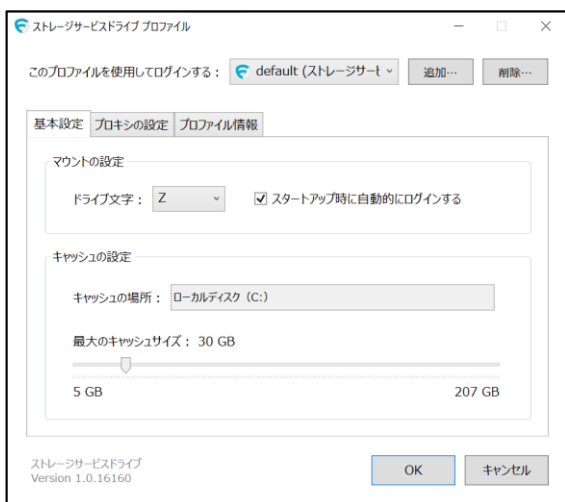 ストレージサービスドライブ プロファイル
このプロファイルを使用してログインする： default (ストレージサーヒ 追加… 削除…
基本設定 プロキシの設定 プロファイル情報
マウントの設定
ドライブ文字： Z スタートアップ時に自動的にログインする
キャッシュの設定
キャッシュの場所： ローカルディスク (C:)
最大のキャッシュサイズ： 30 GB
5 GB 207 GB
ストレージサービスドライブ
Version 1.0.16160
OK キャンセル